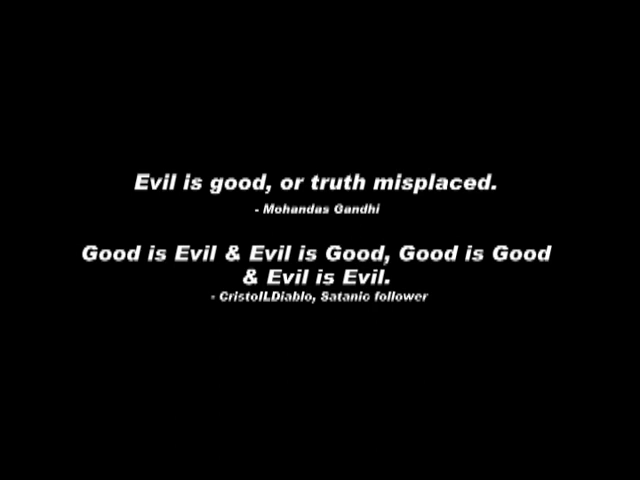 Evil is good, or truth misplaced.
- Mohandas Gandhi
Good is Evil & Evil is Good, Good is Good
& Evil is Evil.
- CristoILDiablo, Satanic follower